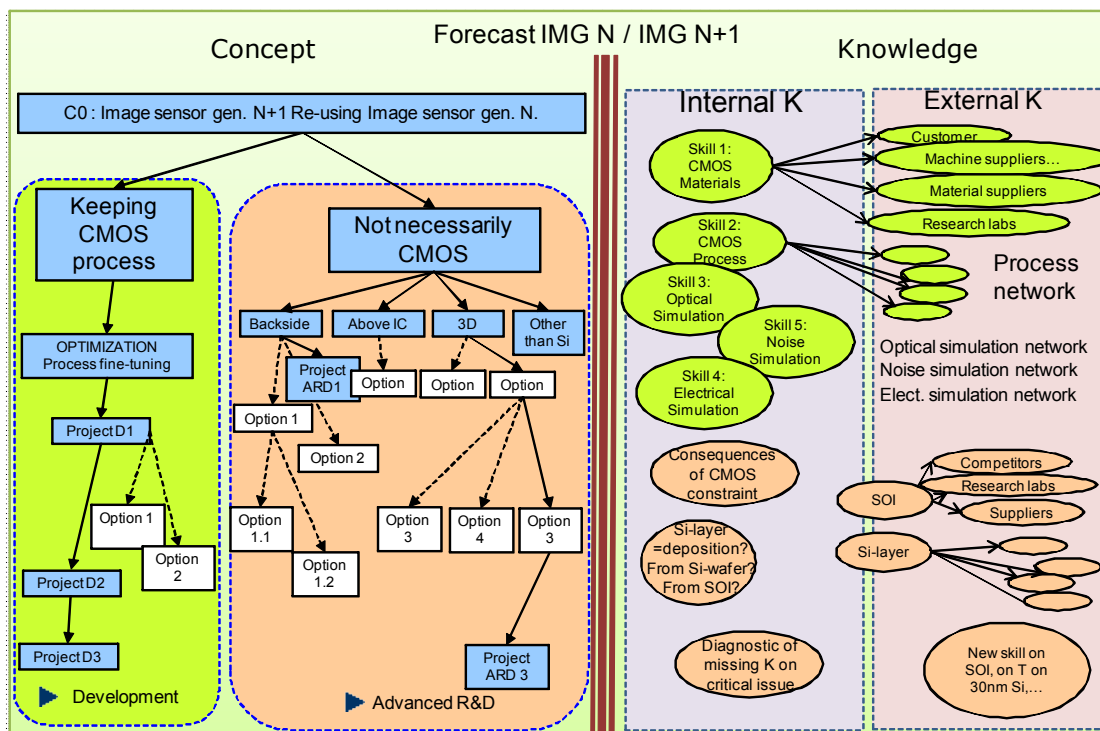 Forecast IMG N / IMG N+1
Concept
Knowledge
C0 : Image sensor gen. N+1 Re-using Image sensor gen. N.
Keeping
CMOS
process
OPTIMIZATION
Process fine-tuning
Project D1
Option 1
Option
2
Project D2
Project D3
Development
Not necessarily
CMOS
Backside
Above IC
3D
Other
than Si
Project
ARD1
Option
Option
Option
Option 1
Option 2
Option
1.1
Option
1.2
Option
3
Option
4
Option
3
Project
ARD 3
Advanced R&D
Internal K
Skill 1:
CMOS
Materials
Skill 2:
CMOS
Process
Skill 3:
Optical
Simulation
Skill 5:
Noise
Simulation
Skill 4:
Electrical
Simulation
Consequences
of CMOS
constraint
Si-layer
=deposition?
From Si-wafer?
From SOI?
Diagnostic of
missing K on
critical issue
External K
Customer
Machine suppliers…
Material suppliers
Research labs
Process
network
Optical simulation network
Noise simulation network
Elect. simulation network
Competitors
Research labs
SOI
Suppliers
Si-layer
New skill on
SOI, on T on
30nm Si,…